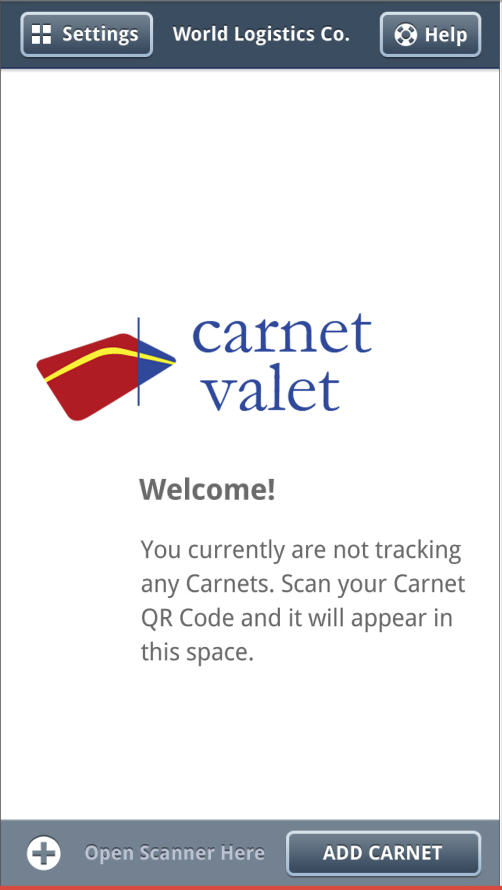 Settings
World Logistics Co.
Help
carnet
valet
Welcome!
You currently are not tracking
any Carnets. Scan your Carnet
QR Code and it will appear in
this space.
Open Scanner Here
ADD CARNET